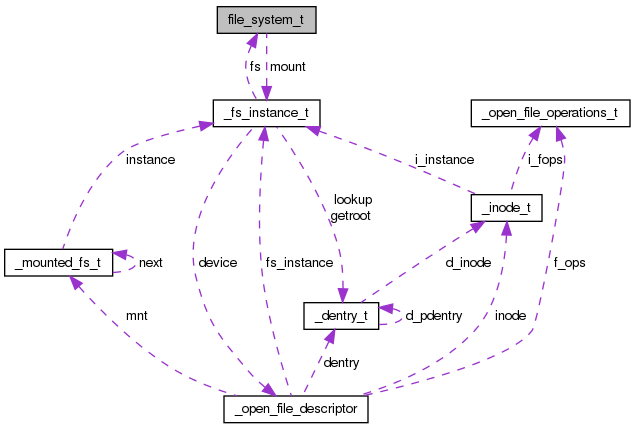 file_system_t
fs
mount
_fs_instance_t
_open_file_operations_t
instance
i_instance
i_fops
lookup
getroot
_inode_t
_mounted_fs_t
next
device
fs_instance
d_inode
f_ops
mnt
_dentry_t
d_pdentry
inode
dentry
_open_file_descriptor